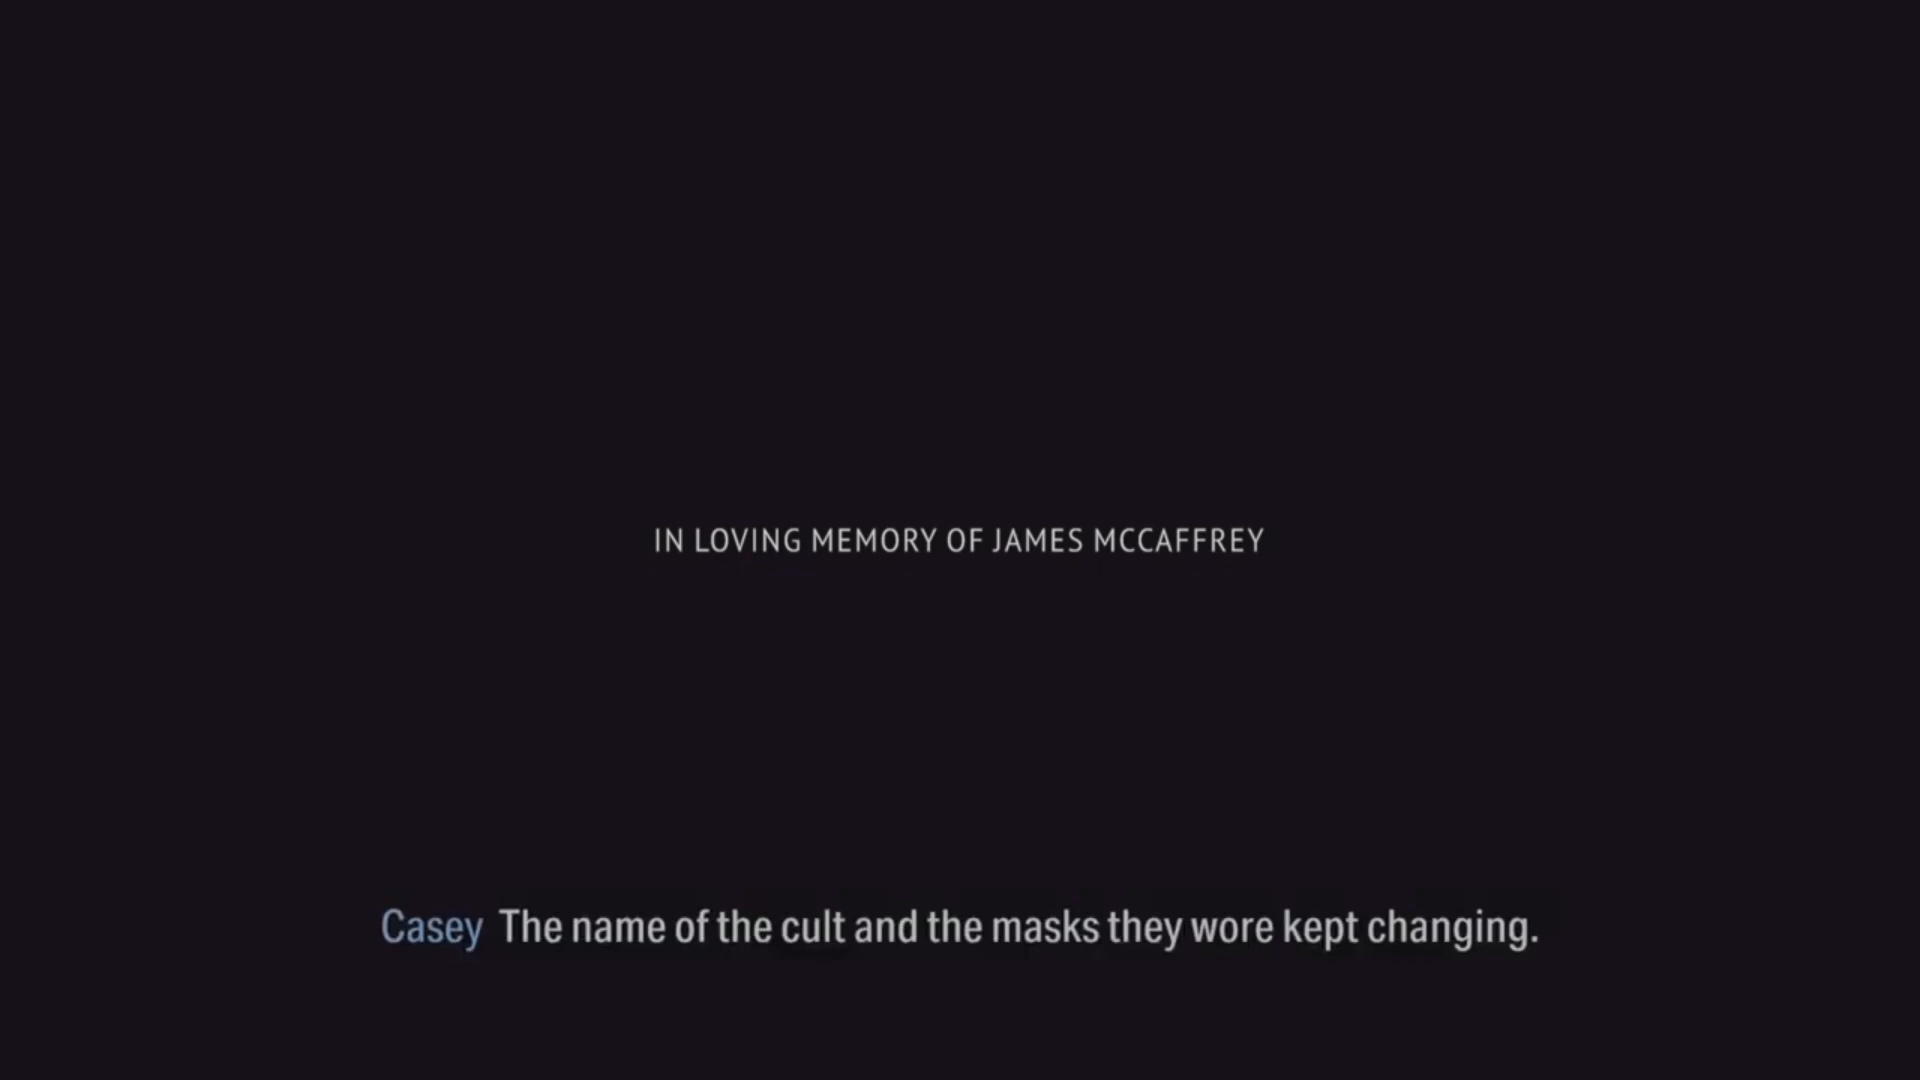 IN LOVING MEMORY OF JAMES MCCAFFREY
Casey The name of the cult and the masks they wore kept changing.